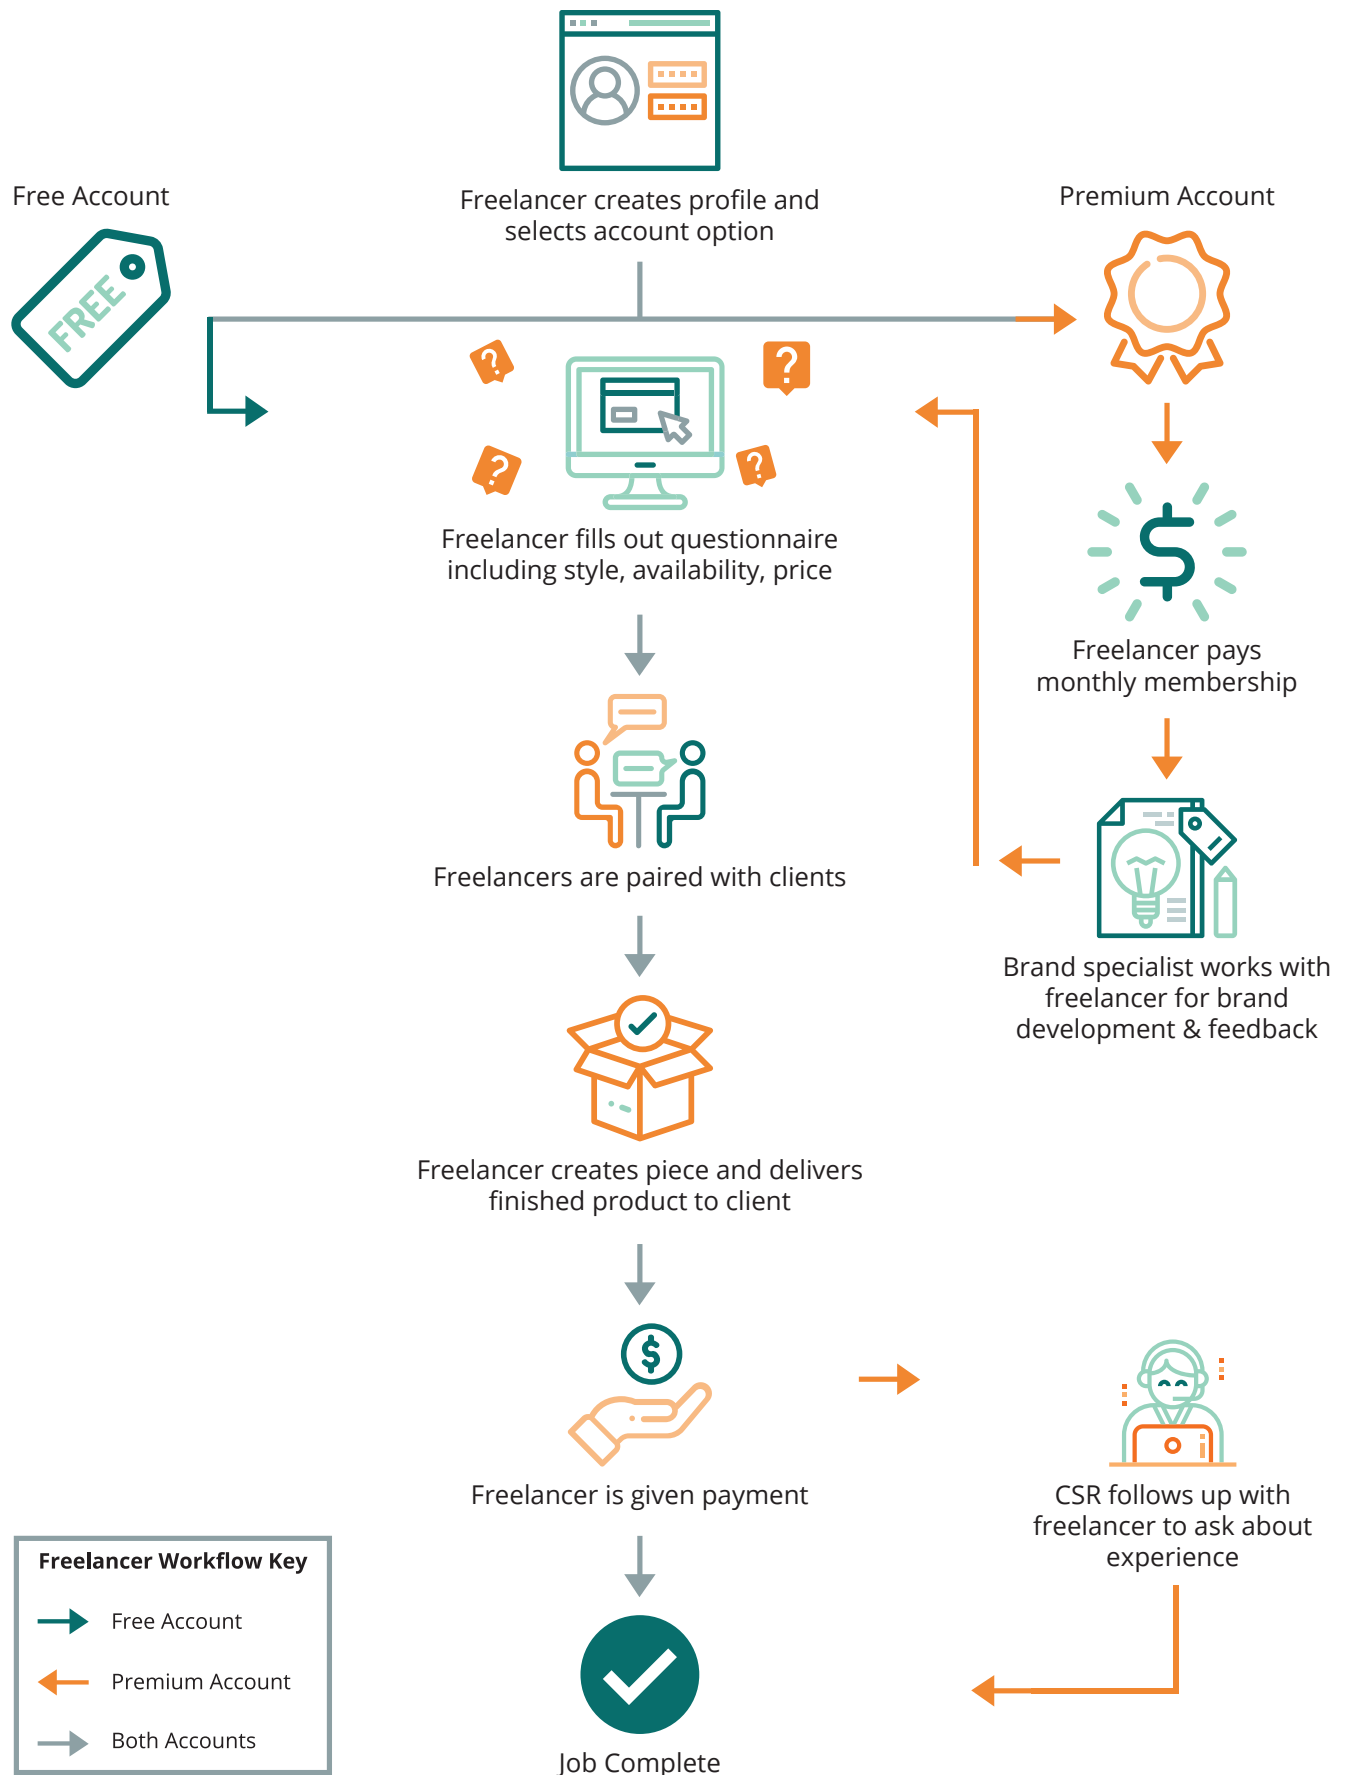 Freelancer creates profile and
selects account option
Free Account
FREE
Premium Account
Freelancer fills out questionnaire
including style, availability, price
Freelancer pays
monthly membership
Brand specialist works with
freelancer for brand
development & feedback
Freelancers are paired with clients
Freelancer creates piece and delivers
finished product to client
Freelancer is given payment
CSR follows up with
freelancer to ask about
experience
Job Complete
Freelancer Workflow Key
Free Account
Premium Account
Both Accounts